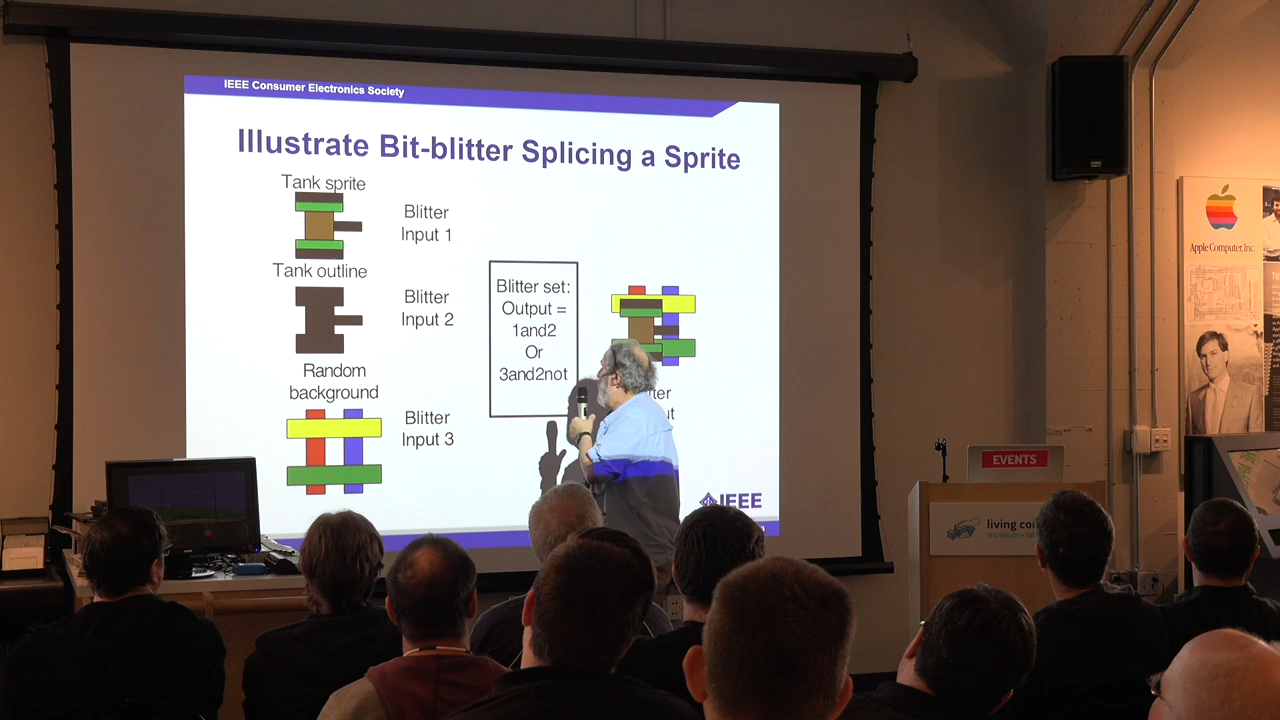 IEEE Consumer Electronics Society
Illustrate Bit-blitter Splicing a Sprite
Tank sprite
Blitter
Input 1
Tank outline
Blitter
Input 2
Random
background
Blitter
Input 3
Blitter set:
Output =
1and2
Or
3and2not
IEEE
Apple Computer, Inc.
EVENTS
living
museum